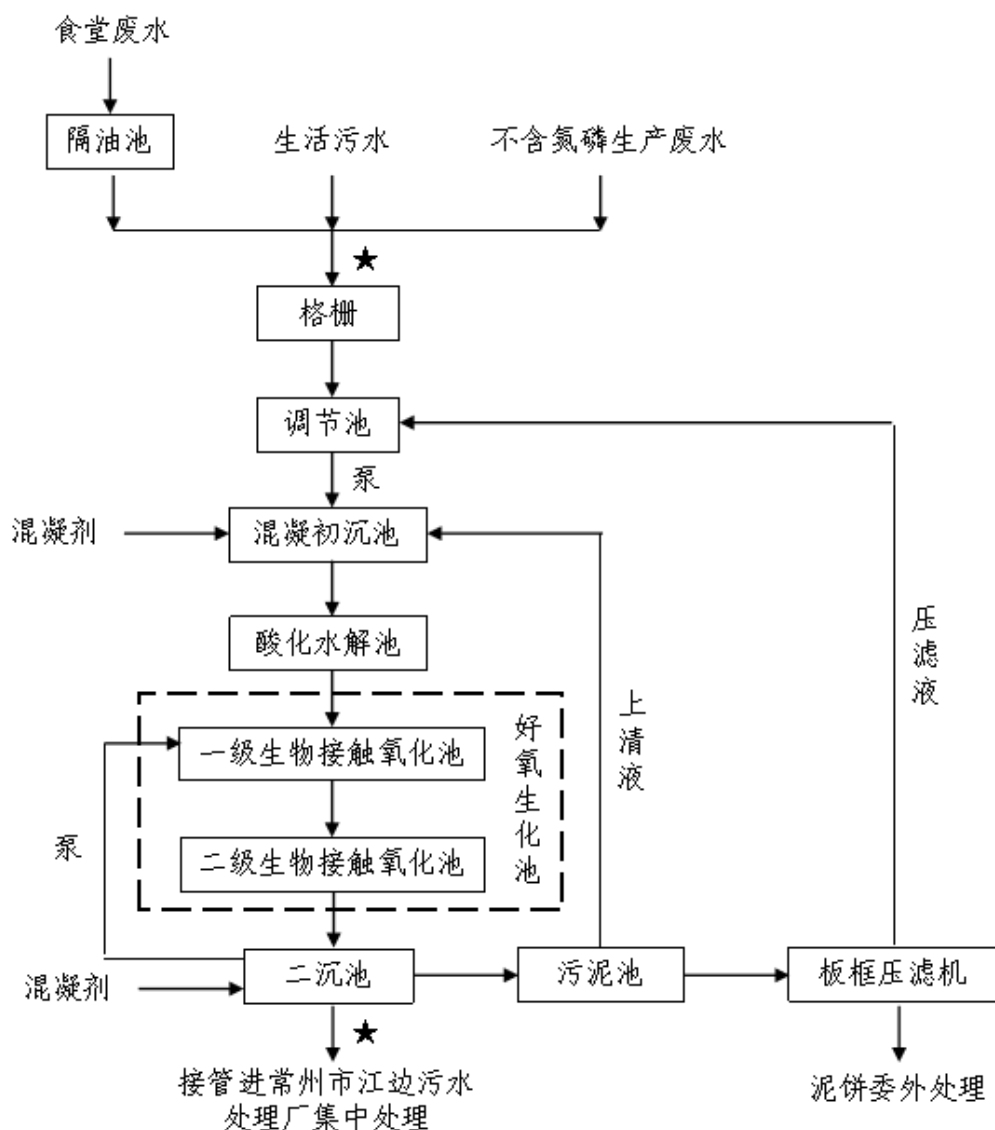 食堂废水
隔油池
生活污水
不含氮磷生产废水
★
格栅
调节池
泵
混凝剂
混凝初沉池
酸化水解池
压滤液
上清液
好氧生化池
一级生物接触氧化池
泵
二级生物接触氧化池
二沉池
污泥池
板框压滤机
混凝剂
★
接管进常州市江边污水
处理厂集中处理
泥饼委外处理